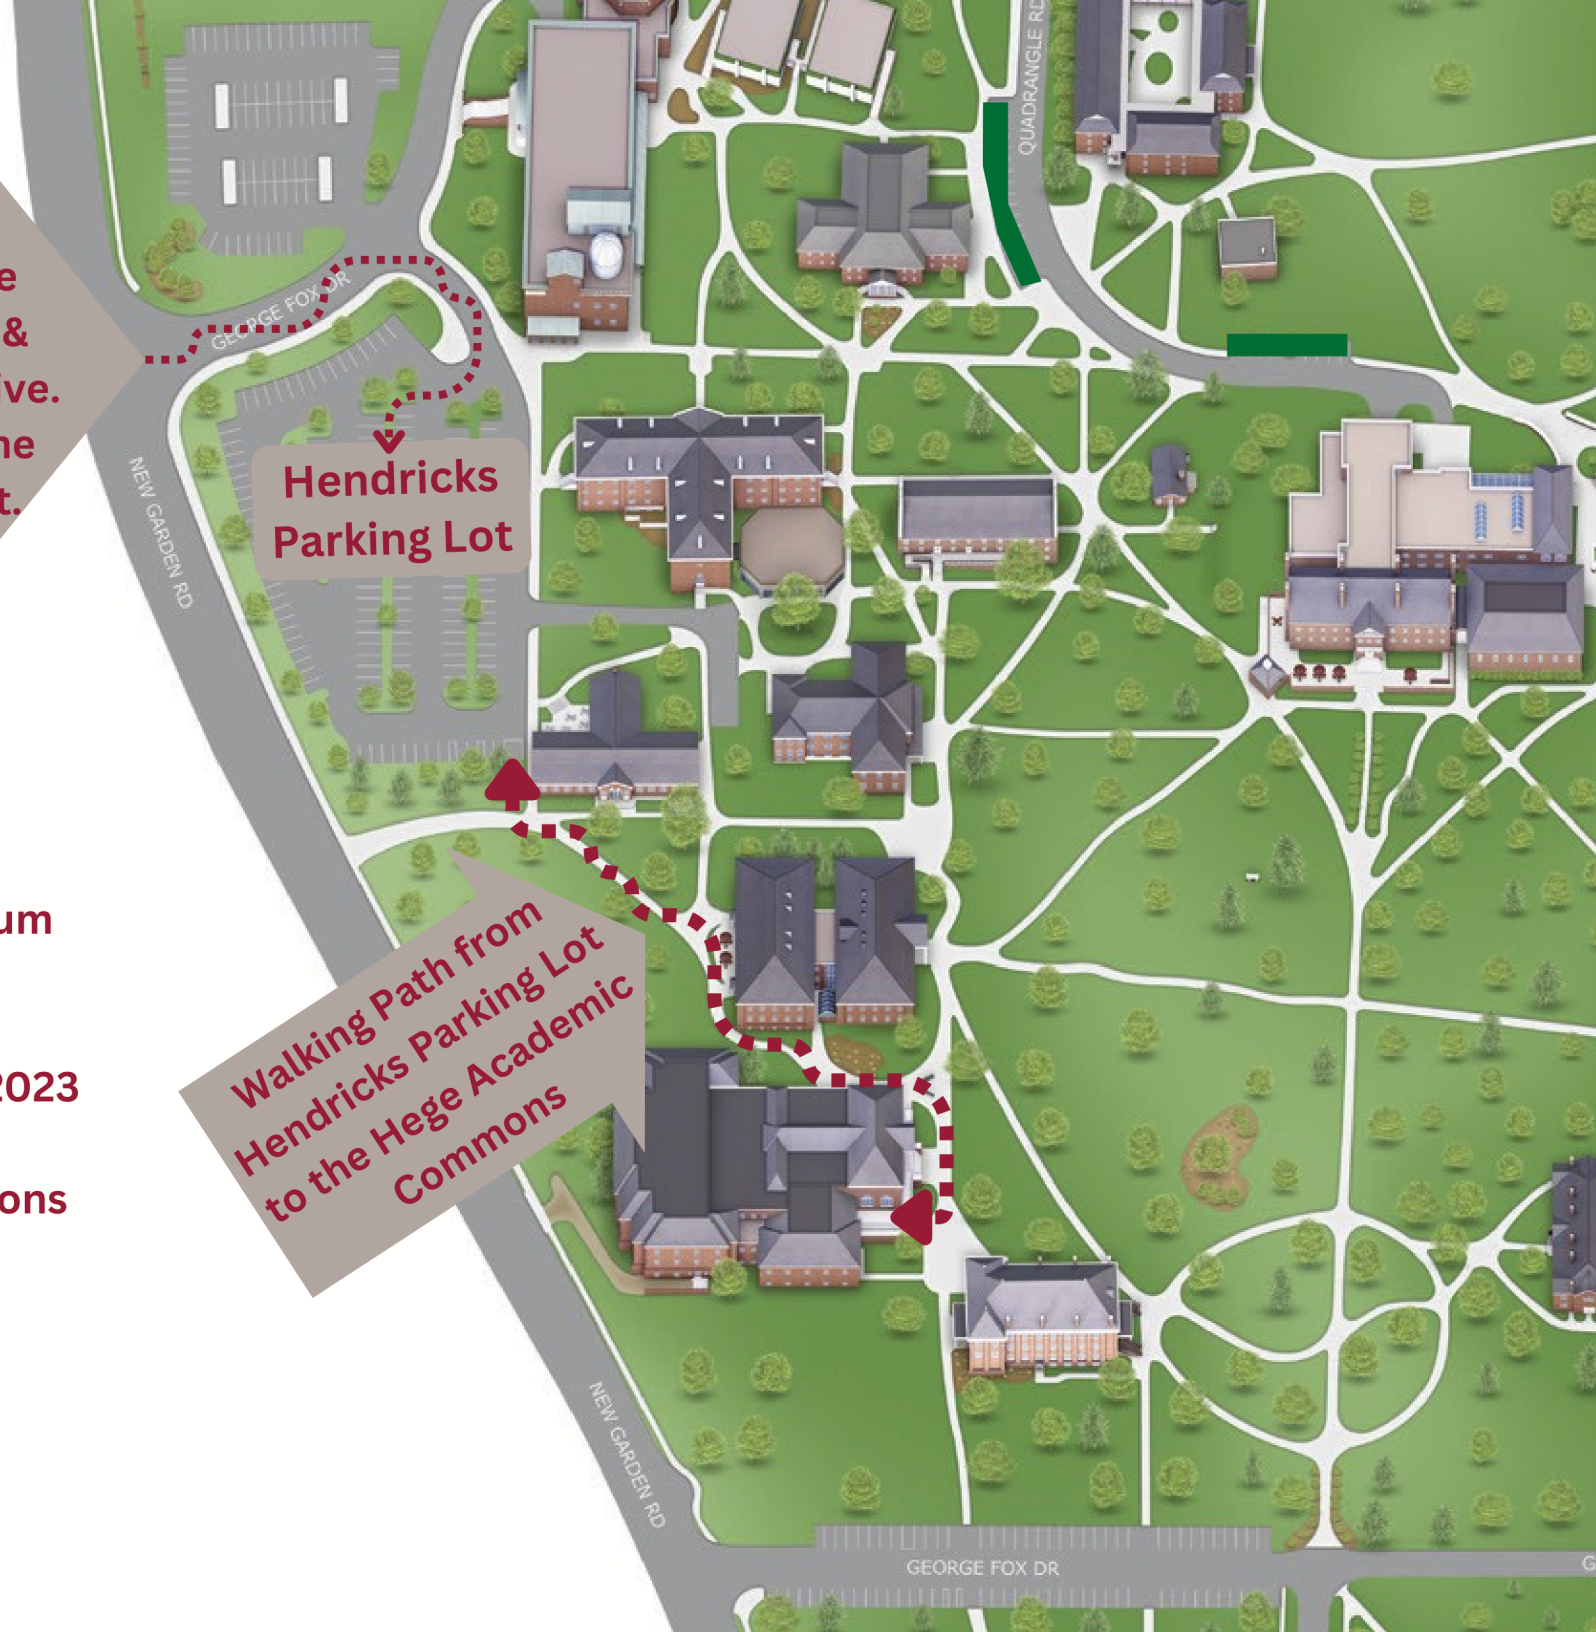 QUADRANGLE RD
e
&
ive.
ne
t.
GEORGE FOX DR
Hendricks
Parking Lot
NEW GARDEN RD
um
2023
ons
Walking Path from
Hendricks Parking Lot
to the Hege Academic
Commons
NEW GARDEN RD
GEORGE FOX DR
G